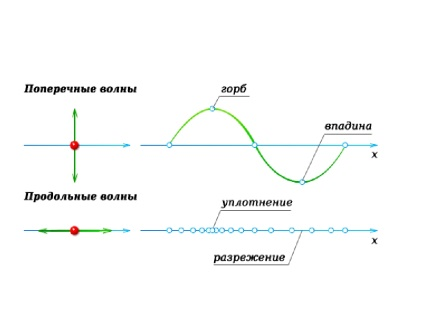 Поперечные волны
горб
впадина
x
Продольные волны
уплотнение
x
разрежение